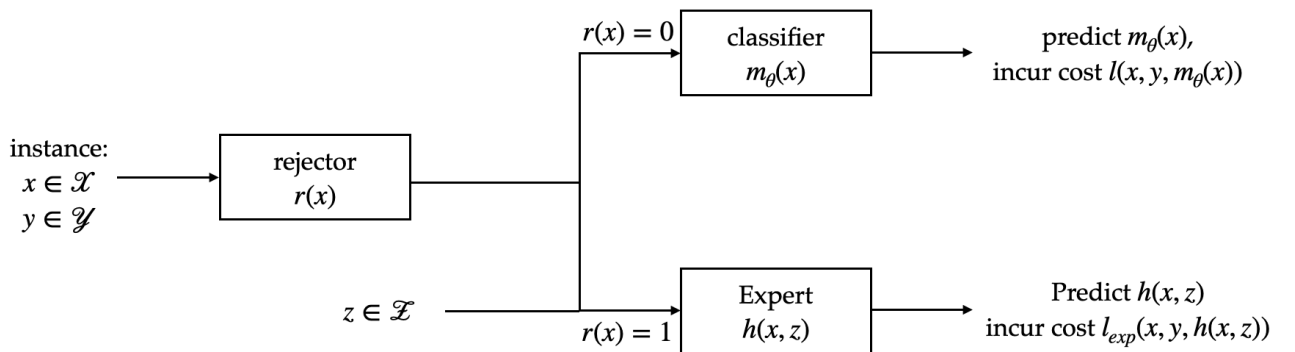 instance:
x ∈ 𝒳
y ∈ 𝒴
rejector
r(x)
r(x) = 0
classifier
m_θ(x)
predict m_θ(x),
incur cost l(x, y, m_θ(x))
z ∈ 𝒵
r(x) = 1
Expert
h(x, z)
Predict h(x, z)
incur cost l_exp(x, y, h(x, z))